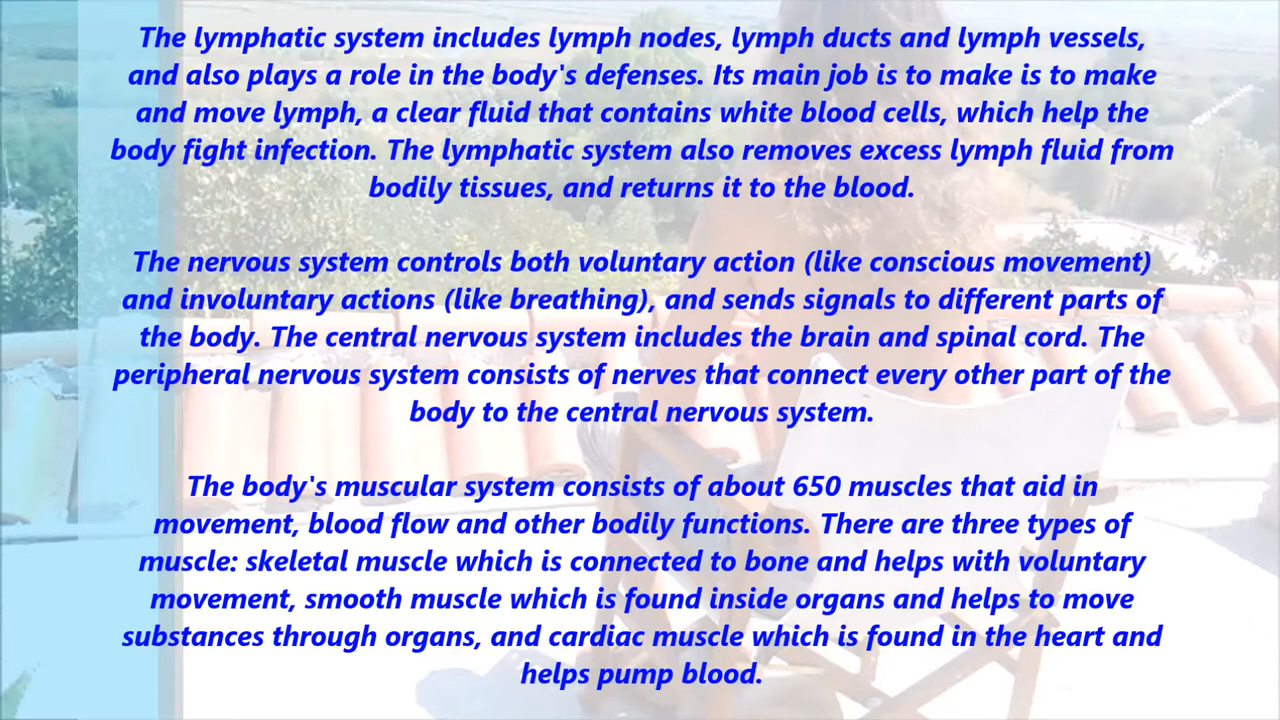 The lymphatic system includes lymph nodes, lymph ducts and lymph vessels,
and also plays a role in the body's defenses. Its main job is to make is to make
and move lymph, a clear fluid that contains white blood cells, which help the
body fight infection. The lymphatic system also removes excess lymph fluid from
bodily tissues, and returns it to the blood.
The nervous system controls both voluntary action (like conscious movement)
and involuntary actions (like breathing), and sends signals to different parts of
the body. The central nervous system includes the brain and spinal cord. The
peripheral nervous system consists of nerves that connect every other part of the
body to the central nervous system.
The body's muscular system consists of about 650 muscles that aid in
movement, blood flow and other bodily functions. There are three types of
muscle: skeletal muscle which is connected to bone and helps with voluntary
movement, smooth muscle which is found inside organs and helps to move
substances through organs, and cardiac muscle which is found in the heart and
helps pump blood.